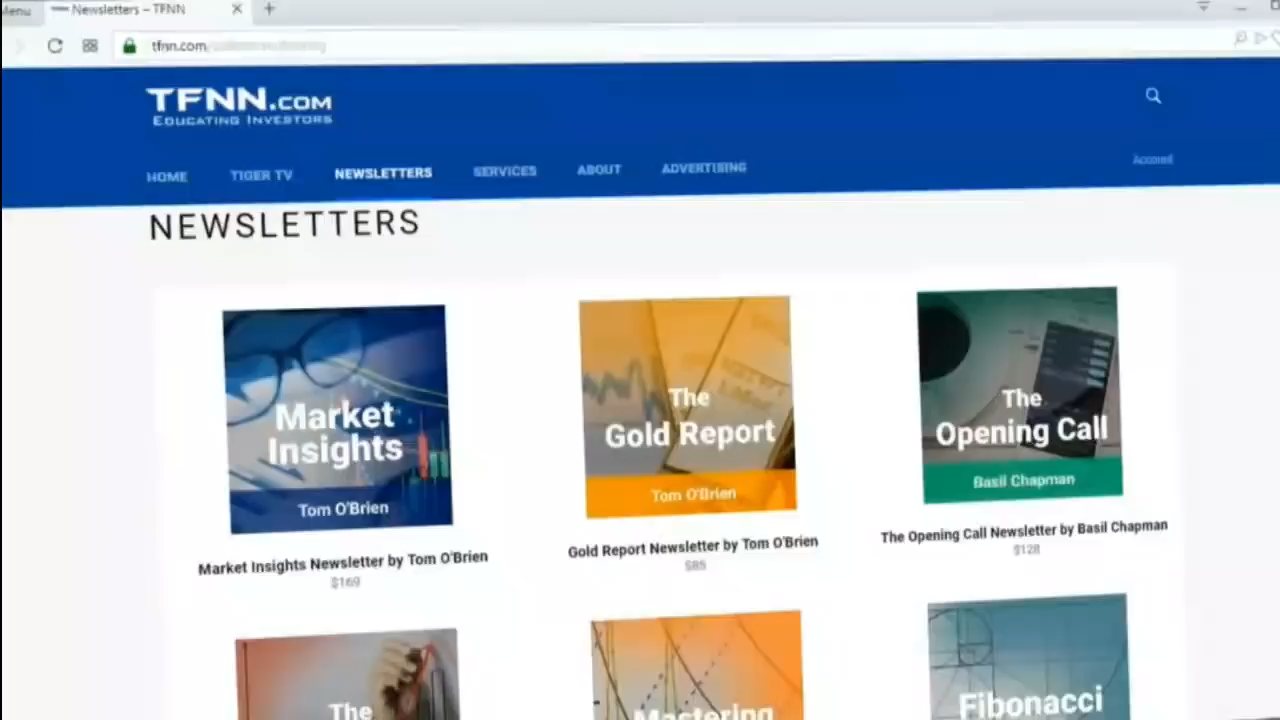 Menu
Newsletters – TFNN
tfnn.com
TFNN.COM
EDUCATING INVESTORS
HOME TIGER TV NEWSLETTERS SERVICES ABOUT ADVERTISING
Account
NEWSLETTERS
Market
Insights
Tom O'Brien
Market Insights Newsletter by Tom O'Brien
$169
The
Gold Report
Tom O'Brien
Gold Report Newsletter by Tom O'Brien
$85
The
Opening Call
Basil Chapman
The Opening Call Newsletter by Basil Chapman
$128
The
Mastering
Fibonacci